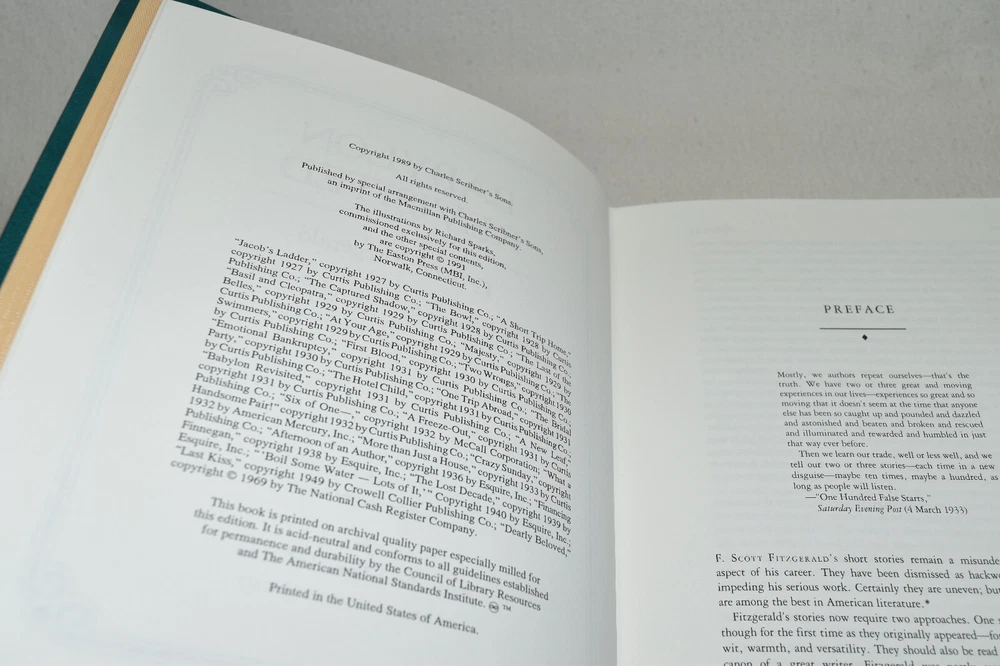 Copyright 1989 by Charles Scribner's Sons.
All rights reserved.
Published by special arrangement with Charles Scribner's Sons,
an imprint of the Macmillan Publishing Company.
The illustrations by Richard Sparks,
commissioned exclusively for this edition,
and the other special contents,
are copyright © 1991
by The Easton Press (MBI, Inc.),
Norwalk, Connecticut.
"Jacob's Ladder," copyright 1927 by Curtis Publishing Co.; "A Short Trip Home,"
copyright 1927 by Curtis Publishing Co.; "The Bowl," copyright 1928 by Curtis
Publishing Co.; "The Captured Shadow," copyright 1928 by Curtis Publishing Co.;
"Basil and Cleopatra," copyright 1929 by Curtis Publishing Co.; "The Last of the
Belles," copyright 1929 by Curtis Publishing Co.; "Majesty," copyright 1929 by
Curtis Publishing Co.; "At Your Age," copyright 1929 by Curtis Publishing Co.; "The
Swimmers," copyright 1929 by Curtis Publishing Co.; "Two Wrongs," copyright 1930
by Curtis Publishing Co.; "First Blood," copyright 1930 by Curtis Publishing Co.;
"Emotional Bankruptcy," copyright 1931 by Curtis Publishing Co.; "The Bridal
Party," copyright 1930 by Curtis Publishing Co.; "One Trip Abroad," copyright 1930
by Curtis Publishing Co.; "The Hotel Child," copyright 1931 by Curtis Publishing Co.;
"Babylon Revisited," copyright 1931 by Curtis Publishing Co.; "A New Leaf,"
copyright 1931 by Curtis Publishing Co.; "A Freeze-Out," copyright 1931 by Curtis
Publishing Co.; "Six of One—," copyright 1932 by McCall Corporation; "What a
Handsome Pair!" copyright 1932 by Curtis Publishing Co.; "Crazy Sunday," copyright
1932 by American Mercury, Inc.; "More than Just a House," copyright 1933 by Curtis
Publishing Co.; "Afternoon of an Author," copyright 1936 by Esquire, Inc.; "Financing
Finnegan," copyright 1938 by Esquire, Inc.; "The Lost Decade," copyright 1939 by
Esquire, Inc.; " 'Boil Some Water — Lots of It,' " Copyright 1940 by Esquire, Inc.;
"Last Kiss," copyright 1949 by Crowell Collier Publishing Co.; "Dearly Beloved,"
copyright © 1969 by The National Cash Register Company.
This book is printed on archival quality paper especially milled for
this edition. It is acid-neutral and conforms to all guidelines established
for permanence and durability by the Council of Library Resources
and The American National Standards Institute. ♾ ™
Printed in the United States of America.
PREFACE
Mostly, we authors repeat ourselves—that's the
truth. We have two or three great and moving
experiences in our lives—experiences so great and so
moving that it doesn't seem at the time that anyone
else has been so caught up and pounded and dazzled
and astonished and beaten and broken and rescued
and illuminated and rewarded and humbled in just
that way ever before.
Then we learn our trade, well or less well, and we
tell our two or three stories—each time in a new
disguise—maybe ten times, maybe a hundred, as
long as people will listen.
—"One Hundred False Starts,"
Saturday Evening Post (4 March 1933)
F. SCOTT FITZGERALD'S short stories remain a misunde
aspect of his career. They have been dismissed as hackw
impeding his serious work. Certainly they are uneven; but
are among the best in American literature.*
Fitzgerald's stories now require two approaches. One s
though for the first time as they originally appeared—fo
wit, warmth, and versatility. They should also be read
canon of a great writer. Fitzgerald was